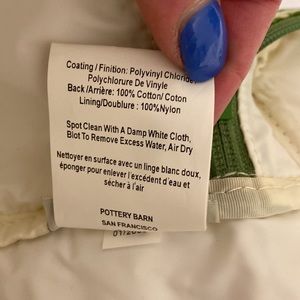 Coating / Finition: Polyvinyl Chloride/
Polychlorure De Vinyle
Back/Arrière: 100% Cotton/ Coton
Lining/Doublure : 100%Nylon
Spot Clean With A Damp White Cloth,
Blot To Remove Excess Water, Air Dry
Nettoyer en surface avec un linge blanc doux,
éponger pour enlever l'excédent d'eau et
sécher à l'air
POTTERY BARN
SAN FRANCISCO